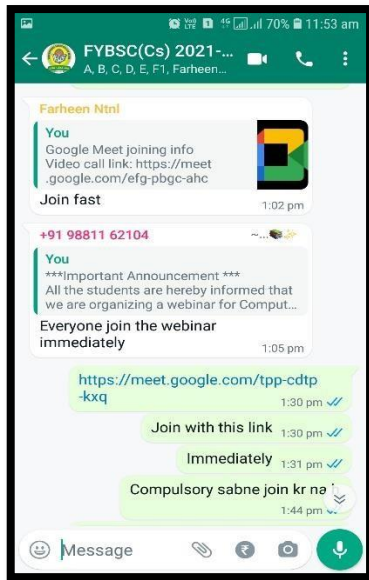 70% 11:53 am
FYBSC(Cs) 2021-...
A, B, C, D, E, F1, Farheen...
Farheen Ntnl
You
Google Meet joining info
Video call link: https://meet
.google.com/efg-pbgc-ahc
Join fast
1:02 pm
+91 98811 62104 ~...
You
***Important Announcement ***
All the students are hereby informed that
we are organizing a webinar for Comput...
Everyone join the webinar
immediately
1:05 pm
https://meet.google.com/tpp-cdtp
-kxq
1:30 pm
Join with this link 1:30 pm
Immediately 1:31 pm
Compulsory sabne join kr na
1:44 pm
Message